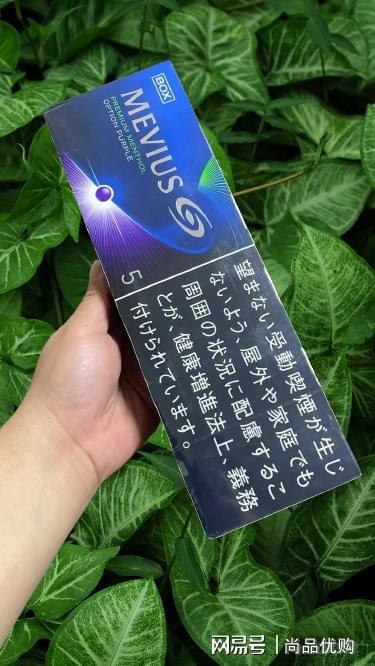 BOX
MEVIUS
PREMIUM MENTHOL
OPTION PURPLE
5
望まない受動喫煙が生じ
ないよう、屋外や家庭でも
周囲の状況に配慮するこ
とが、健康増進法上、義務
付けられています。
网易号 | 尚品优购